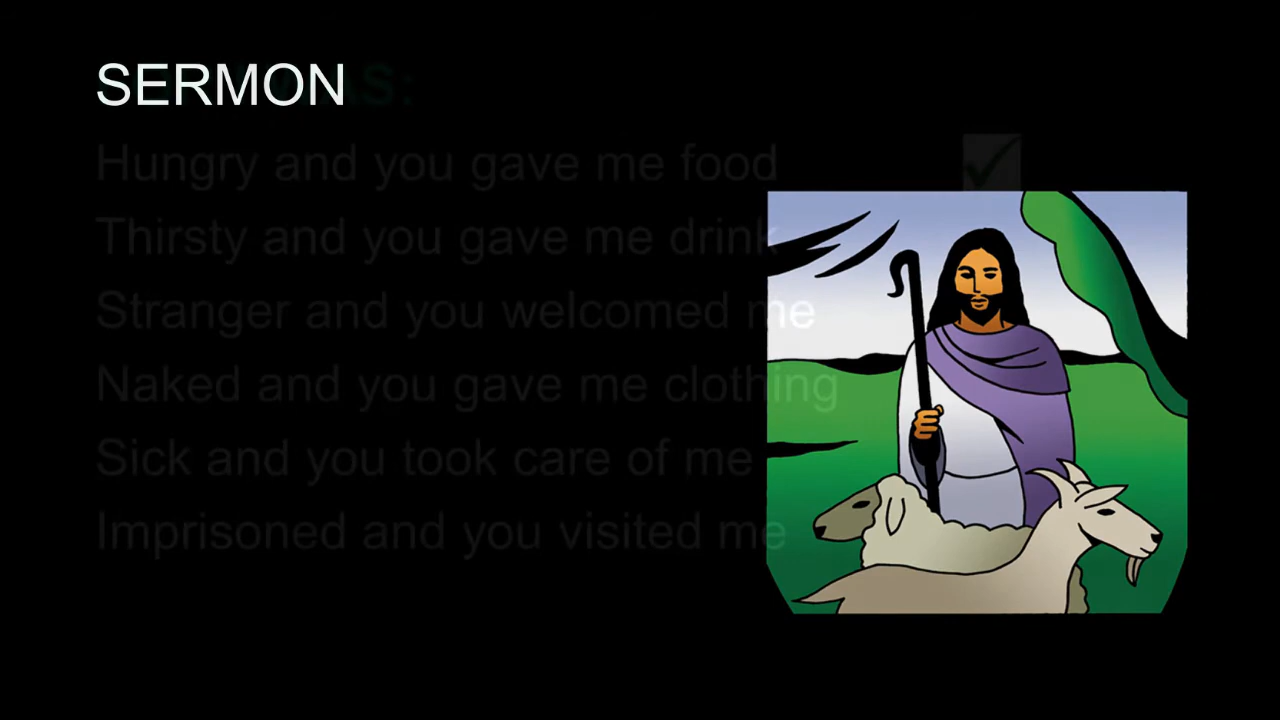 SERMON
Hungry and you gave me food
Thirsty and you gave me drink
Stranger and you welcomed me
Naked and you gave me clothing
Sick and you took care of me
Imprisoned and you visited me